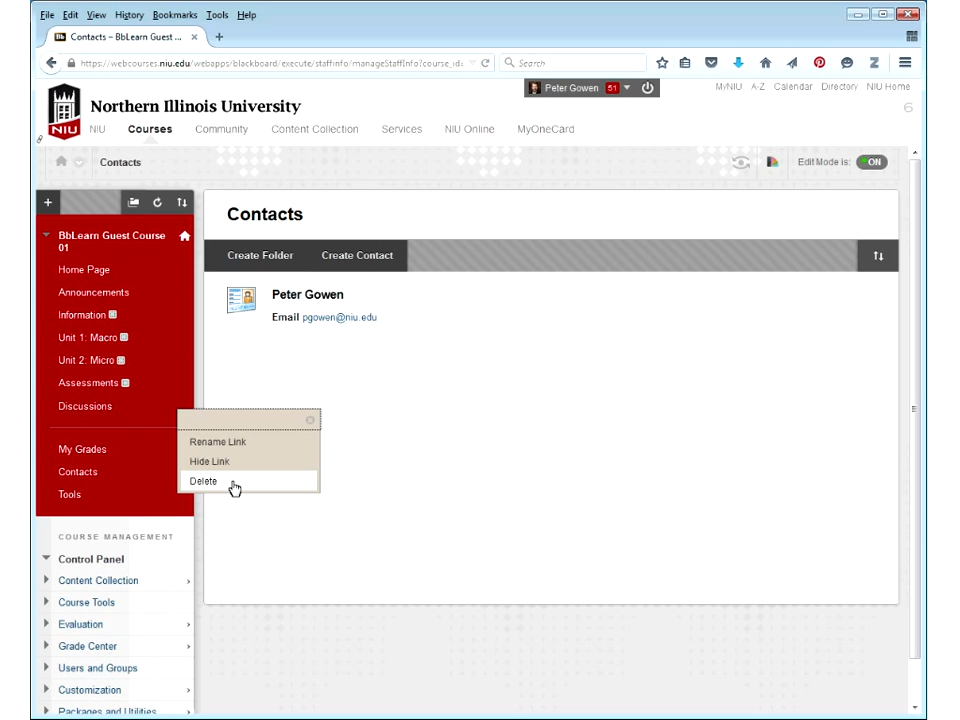 File Edit View History Bookmarks Tools Help
Bb Contacts – BbLearn Guest ... × +
https://webcourses.niu.edu/webapps/blackboard/execute/staffinfo/manageStaffInfo?course_id= Search
Peter Gowen 51
MyNIU A-Z Calendar Directory NIU Home
Northern Illinois University
6
NIU
NIU Courses Community Content Collection Services NIU Online MyOneCard
Contacts
Edit Mode is: ON
+
Contacts
BbLearn Guest Course
01
Home Page
Announcements
Information
Unit 1: Macro
Unit 2: Micro
Assessments
Discussions
My Grades
Contacts
Tools
Create Folder Create Contact
Peter Gowen
Email pgowen@niu.edu
Rename Link
Hide Link
Delete
COURSE MANAGEMENT
Control Panel
Content Collection
Course Tools
Evaluation
Grade Center
Users and Groups
Customization
Packages and Utilities